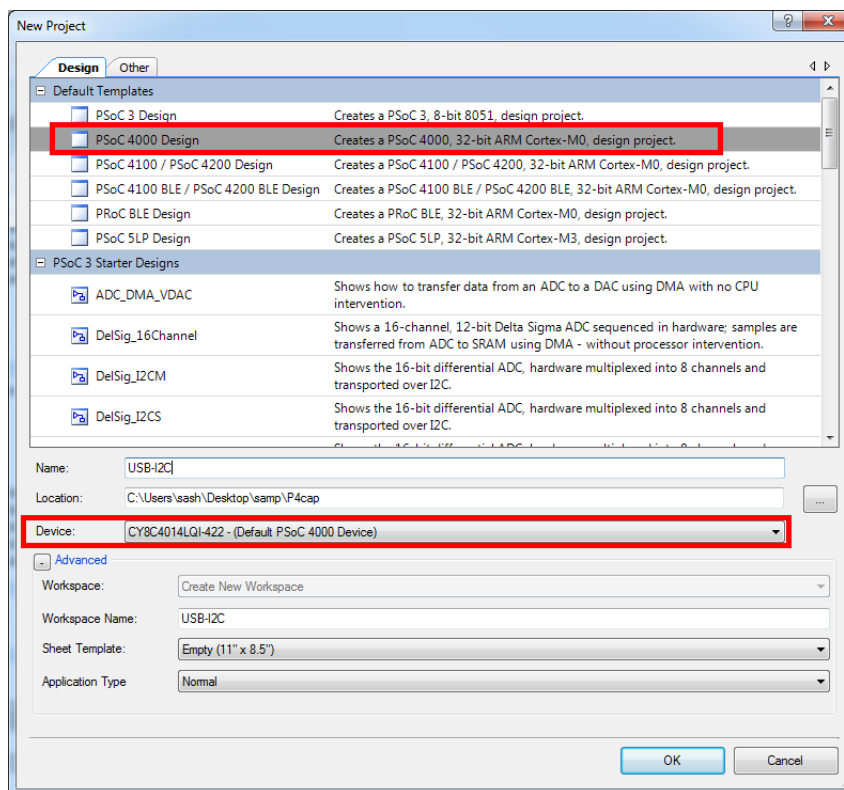 New Project
Design Other
Default Templates
PSoC 3 Design Creates a PSoC 3, 8-bit 8051, design project.
PSoC 4000 Design Creates a PSoC 4000, 32-bit ARM Cortex-M0, design project.
PSoC 4100 / PSoC 4200 Design Creates a PSoC 4100 / PSoC 4200, 32-bit ARM Cortex-M0, design project.
PSoC 4100 BLE / PSoC 4200 BLE Design Creates a PSoC 4100 BLE / PSoC 4200 BLE, 32-bit ARM Cortex-M0, design project.
PRoC BLE Design Creates a PRoC BLE, 32-bit ARM Cortex-M0, design project.
PSoC 5LP Design Creates a PSoC 5LP, 32-bit ARM Cortex-M3, design project.
PSoC 3 Starter Designs
ADC_DMA_VDAC Shows how to transfer data from an ADC to a DAC using DMA with no CPU
intervention.
DelSig_16Channel Shows a 16-channel, 12-bit Delta Sigma ADC sequenced in hardware; samples are
transferred from ADC to SRAM using DMA - without processor intervention.
DelSig_I2CM Shows the 16-bit differential ADC, hardware multiplexed into 8 channels and
transported over I2C.
DelSig_I2CS Shows the 16-bit differential ADC, hardware multiplexed into 8 channels and
transported over I2C.
Name: USB-I2C
Location: C:\Users\sash\Desktop\samp\P4cap ...
Device: CY8C4014LQI-422 - (Default PSoC 4000 Device)
- Advanced
Workspace: Create New Workspace
Workspace Name: USB-I2C
Sheet Template: Empty (11" x 8.5")
Application Type Normal
OK Cancel